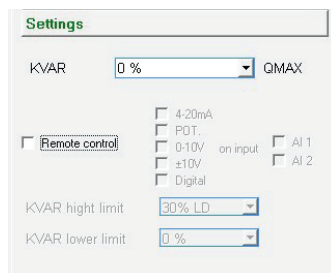 Settings
KVAR 0 % QMAX
4-20mA
POT.
Remote control 0-10V on input AI 1
±10V AI 2
Digital
KVAR hight limit 30% LD
KVAR lower limit 0 %